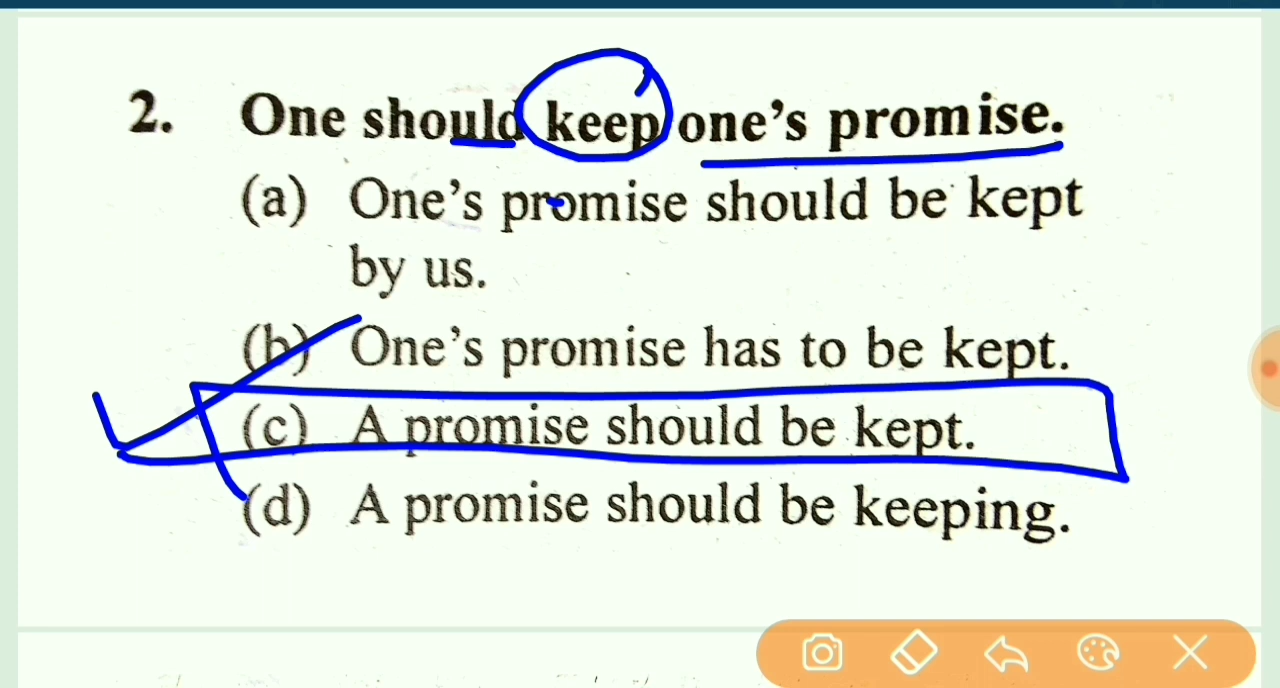 2. One should keep one's promise.
(a) One's promise should be kept
by us.
(b) One's promise has to be kept.
(c) A promise should be kept.
(d) A promise should be keeping.